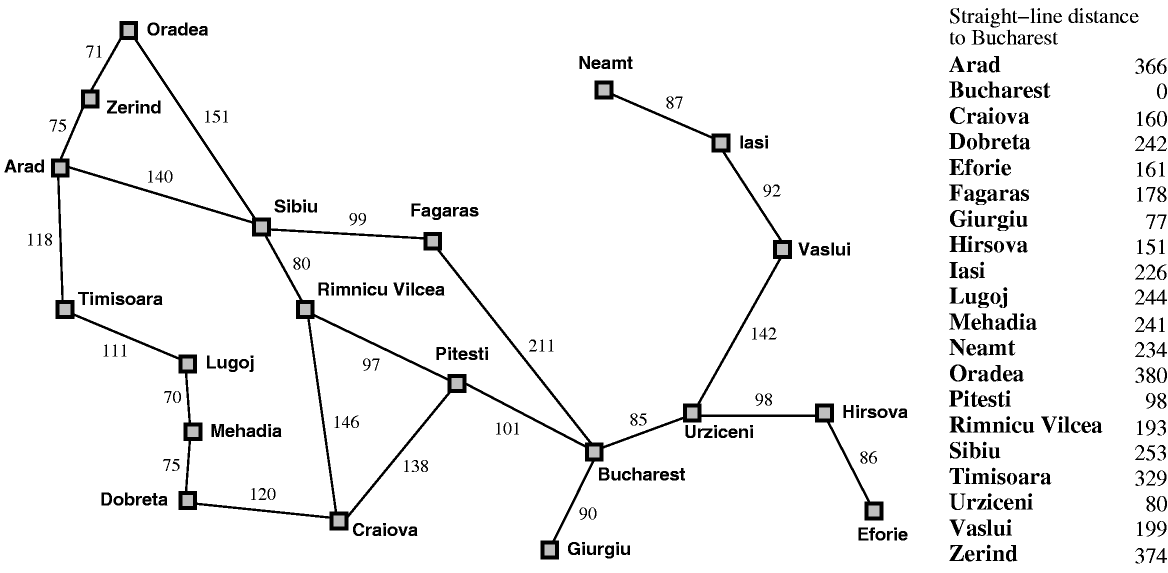 Oradea
71
Zerind
75
151
Arad
140
118
Sibiu
99
Fagaras
80
Timisoara
Rimnicu Vilcea
111
Lugoj
97
Pitesti
211
70
Mehadia
146
101
138
75
Dobreta
120
Craiova
Neamt
87
Iasi
92
Vaslui
142
85
98
Hirsova
Urziceni
86
Bucharest
90
Giurgiu
Eforie
Straight−line distance
to Bucharest
Arad 366
Bucharest 0
Craiova 160
Dobreta 242
Eforie 161
Fagaras 178
Giurgiu 77
Hirsova 151
Iasi 226
Lugoj 244
Mehadia 241
Neamt 234
Oradea 380
Pitesti 98
Rimnicu Vilcea 193
Sibiu 253
Timisoara 329
Urziceni 80
Vaslui 199
Zerind 374